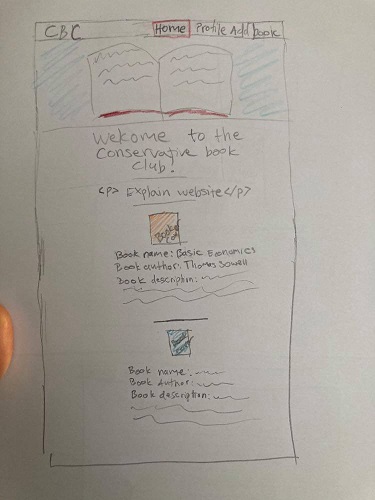 CBC Home Profile Add book
Welcome to the
Conservative book
Club!
<p> Explain website </p>
Book name: Basic Economics
Book author: Thomas Sowell
Book description:
Book name:
Book Author:
Book description: